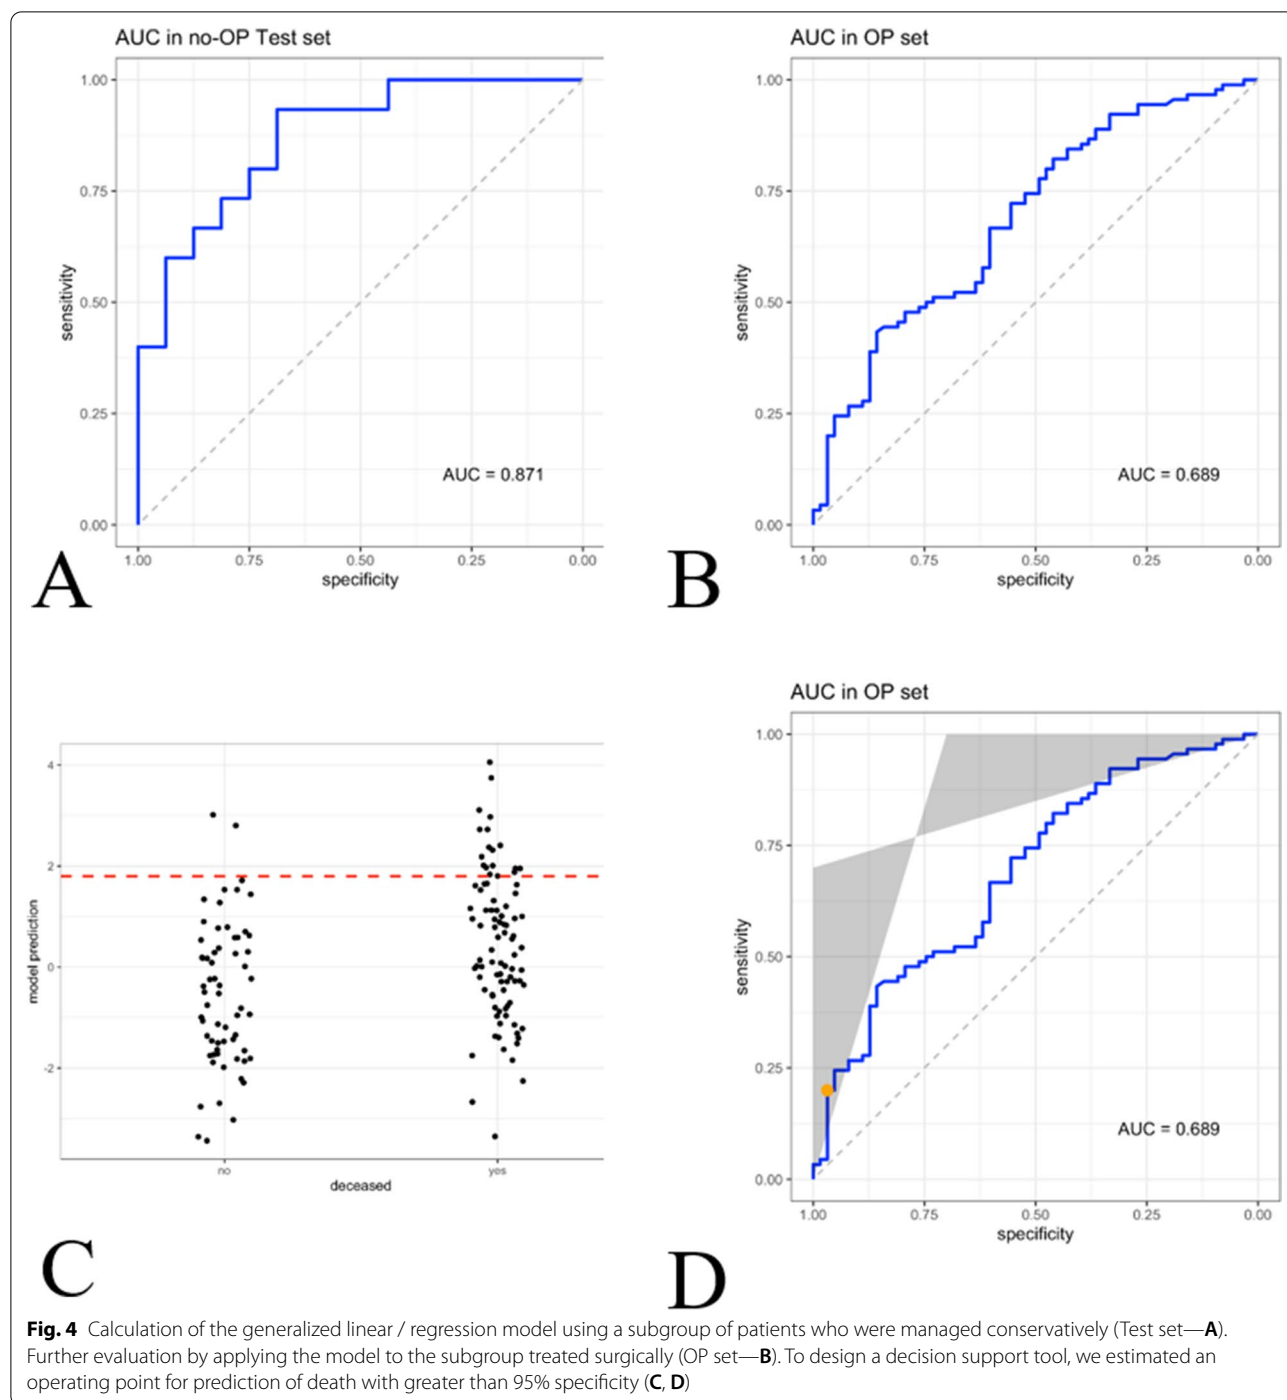 AUC in no-OP Test set
1.00
0.75
0.50
0.25
0.00
sensitivity
AUC = 0.871
1.00 0.75 0.50 0.25 0.00
specificity
A
AUC in OP set
1.00
0.75
0.50
0.25
0.00
sensitivity
AUC = 0.689
1.00 0.75 0.50 0.25 0.00
specificity
B
4
2
0
-2
model prediction
no yes
deceased
C
AUC in OP set
1.00
0.75
0.50
0.25
0.00
sensitivity
AUC = 0.689
1.00 0.75 0.50 0.25 0.00
specificity
D
Fig. 4 Calculation of the generalized linear / regression model using a subgroup of patients who were managed conservatively (Test set—A).
Further evaluation by applying the model to the subgroup treated surgically (OP set—B). To design a decision support tool, we estimated an
operating point for prediction of death with greater than 95% specificity (C, D)